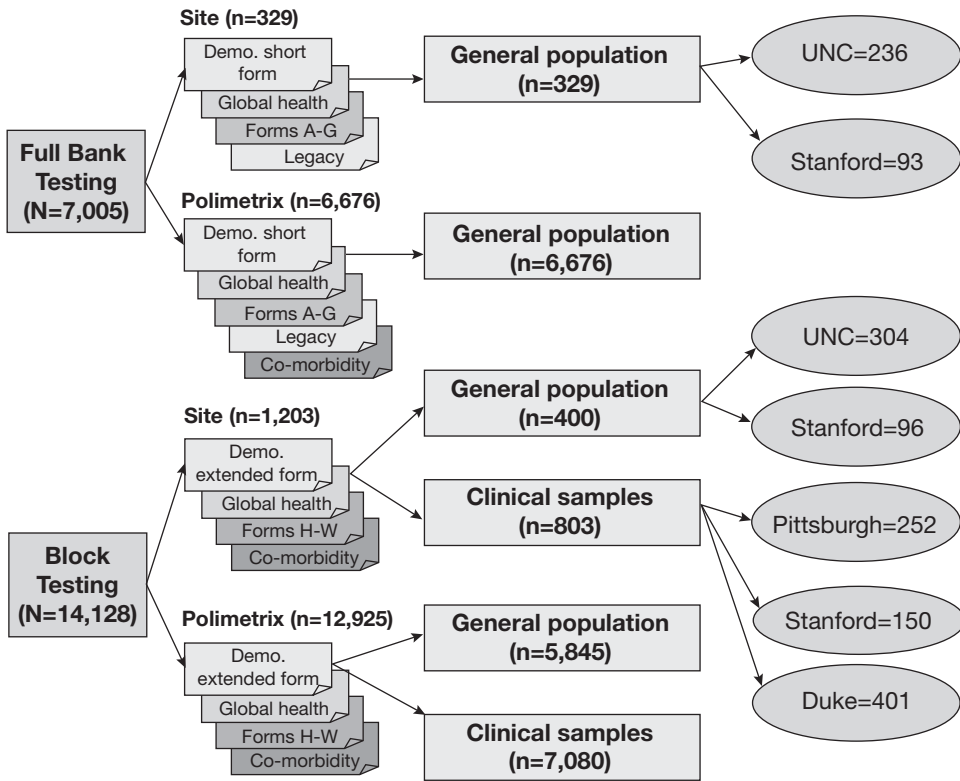 Site (n=329)
Demo. short
form
Global health
Forms A-G
Legacy
General population
(n=329)
UNC=236
Stanford=93
Full Bank
Testing
(N=7,005)
Polimetrix (n=6,676)
Demo. short
form
Global health
Forms A-G
Legacy
Co-morbidity
General population
(n=6,676)
Site (n=1,203)
Demo.
extended form
Global health
Forms H-W
Co-morbidity
General population
(n=400)
UNC=304
Stanford=96
Clinical samples
(n=803)
Pittsburgh=252
Stanford=150
Duke=401
Block
Testing
(N=14,128)
Polimetrix (n=12,925)
Demo.
extended form
Global health
Forms H-W
Co-morbidity
General population
(n=5,845)
Clinical samples
(n=7,080)